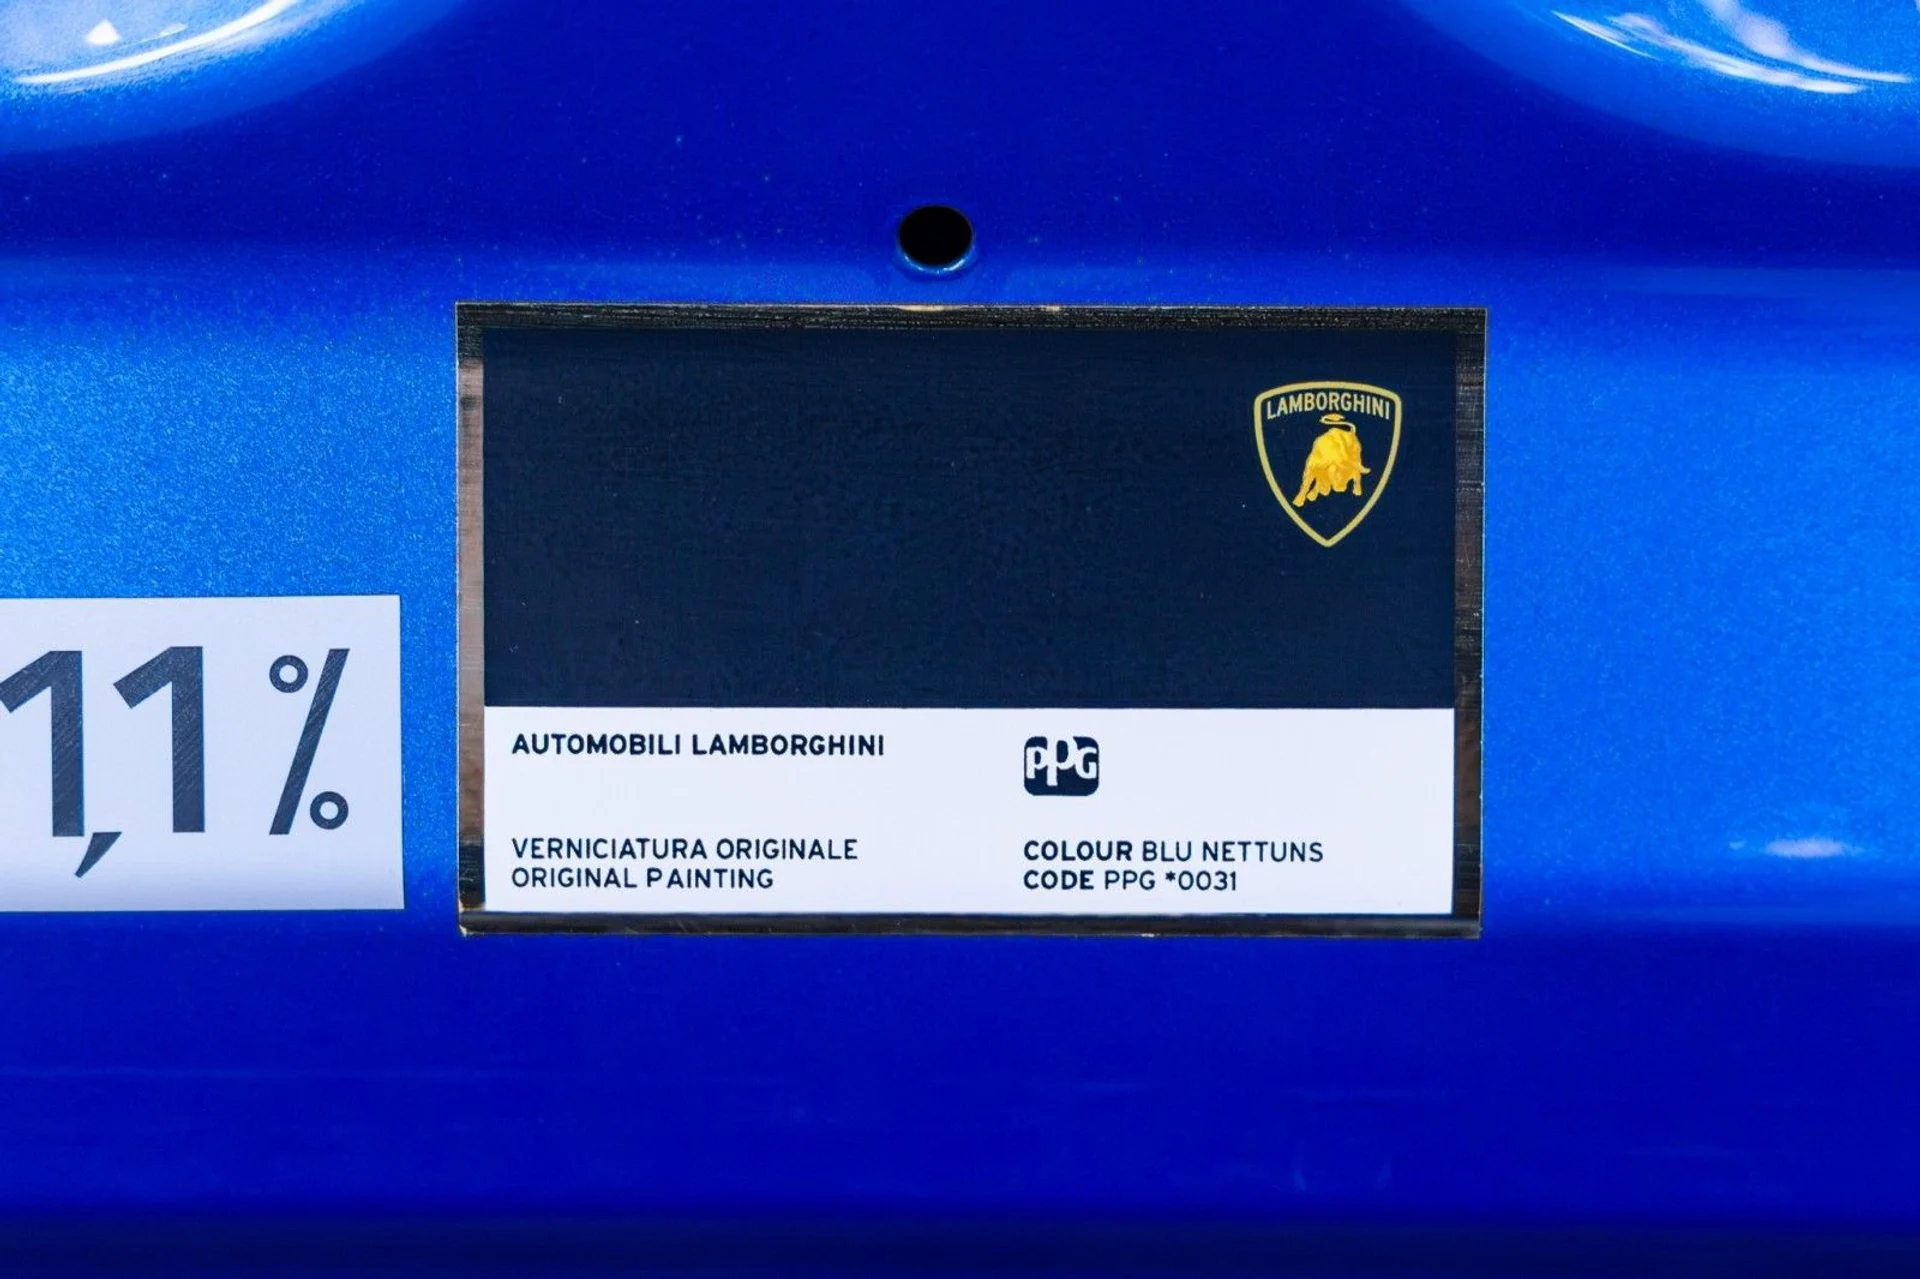 LAMBORGHINI
1,1 %
AUTOMOBILI LAMBORGHINI
PPG
VERNICIATURA ORIGINALE
ORIGINAL PAINTING
COLOUR BLU NETTUNS
CODE PPG *0031